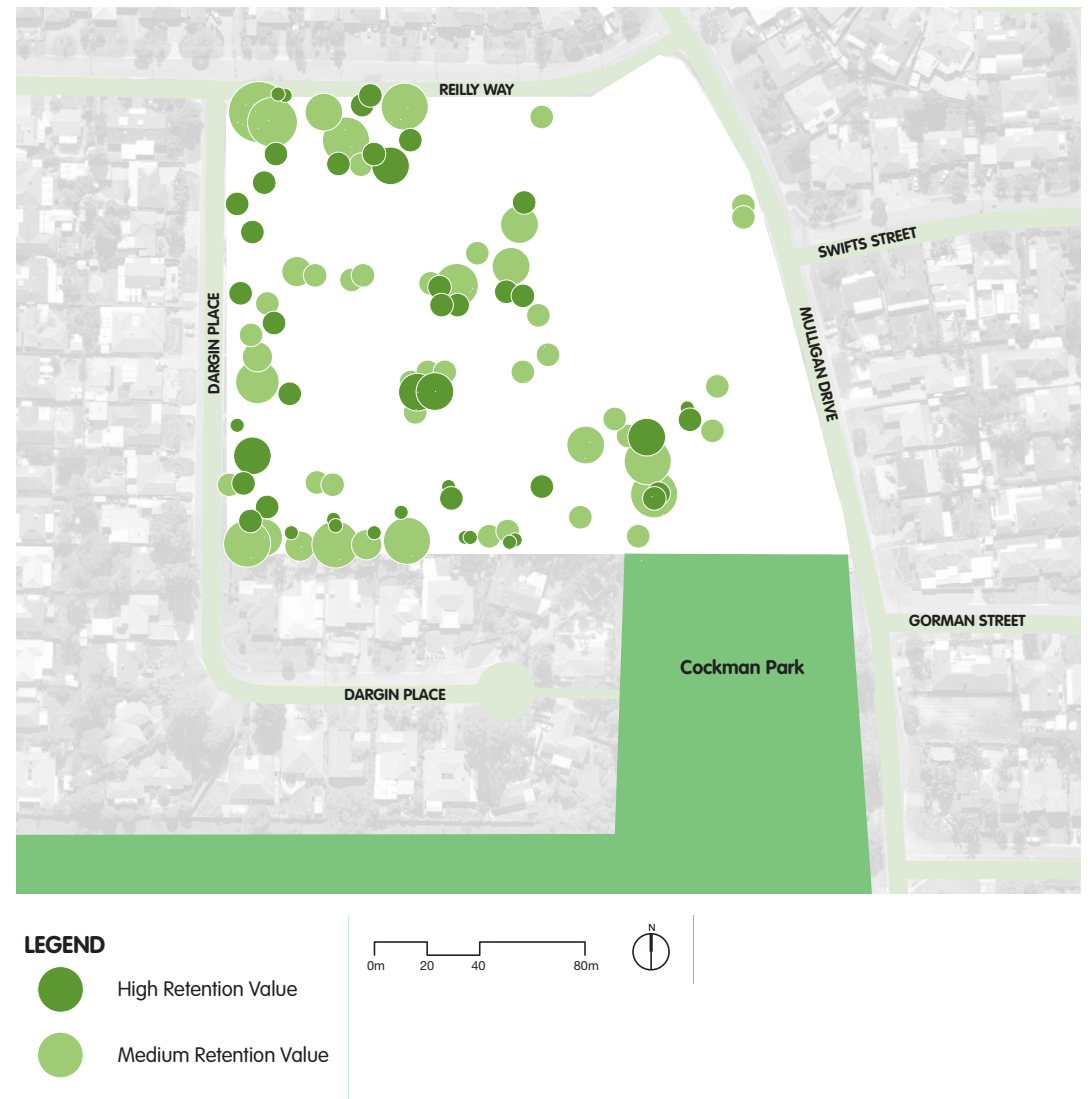 REILLY WAY
SWIFTS STREET
DARGIN PLACE
MULLIGAN DRIVE
GORMAN STREET
Cockman Park
DARGIN PLACE
LEGEND
High Retention Value
Medium Retention Value
0m 20 40 80m
N